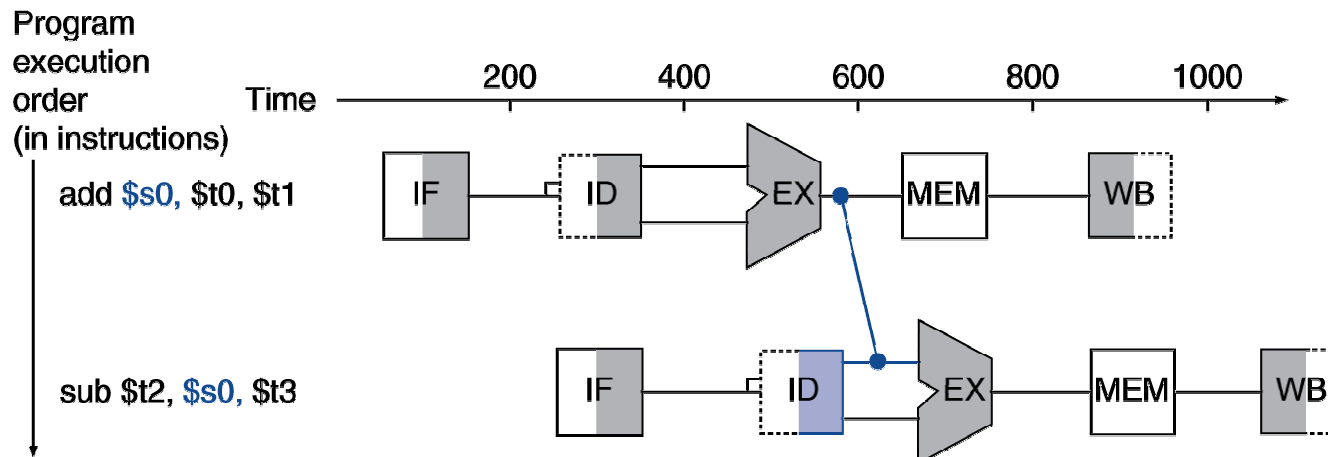 Program
execution
order
(in instructions)
Time
200 400 600 800 1000
add $s0, $t0, $t1
IF ID EX MEM WB
sub $t2, $s0, $t3
IF ID EX MEM WB